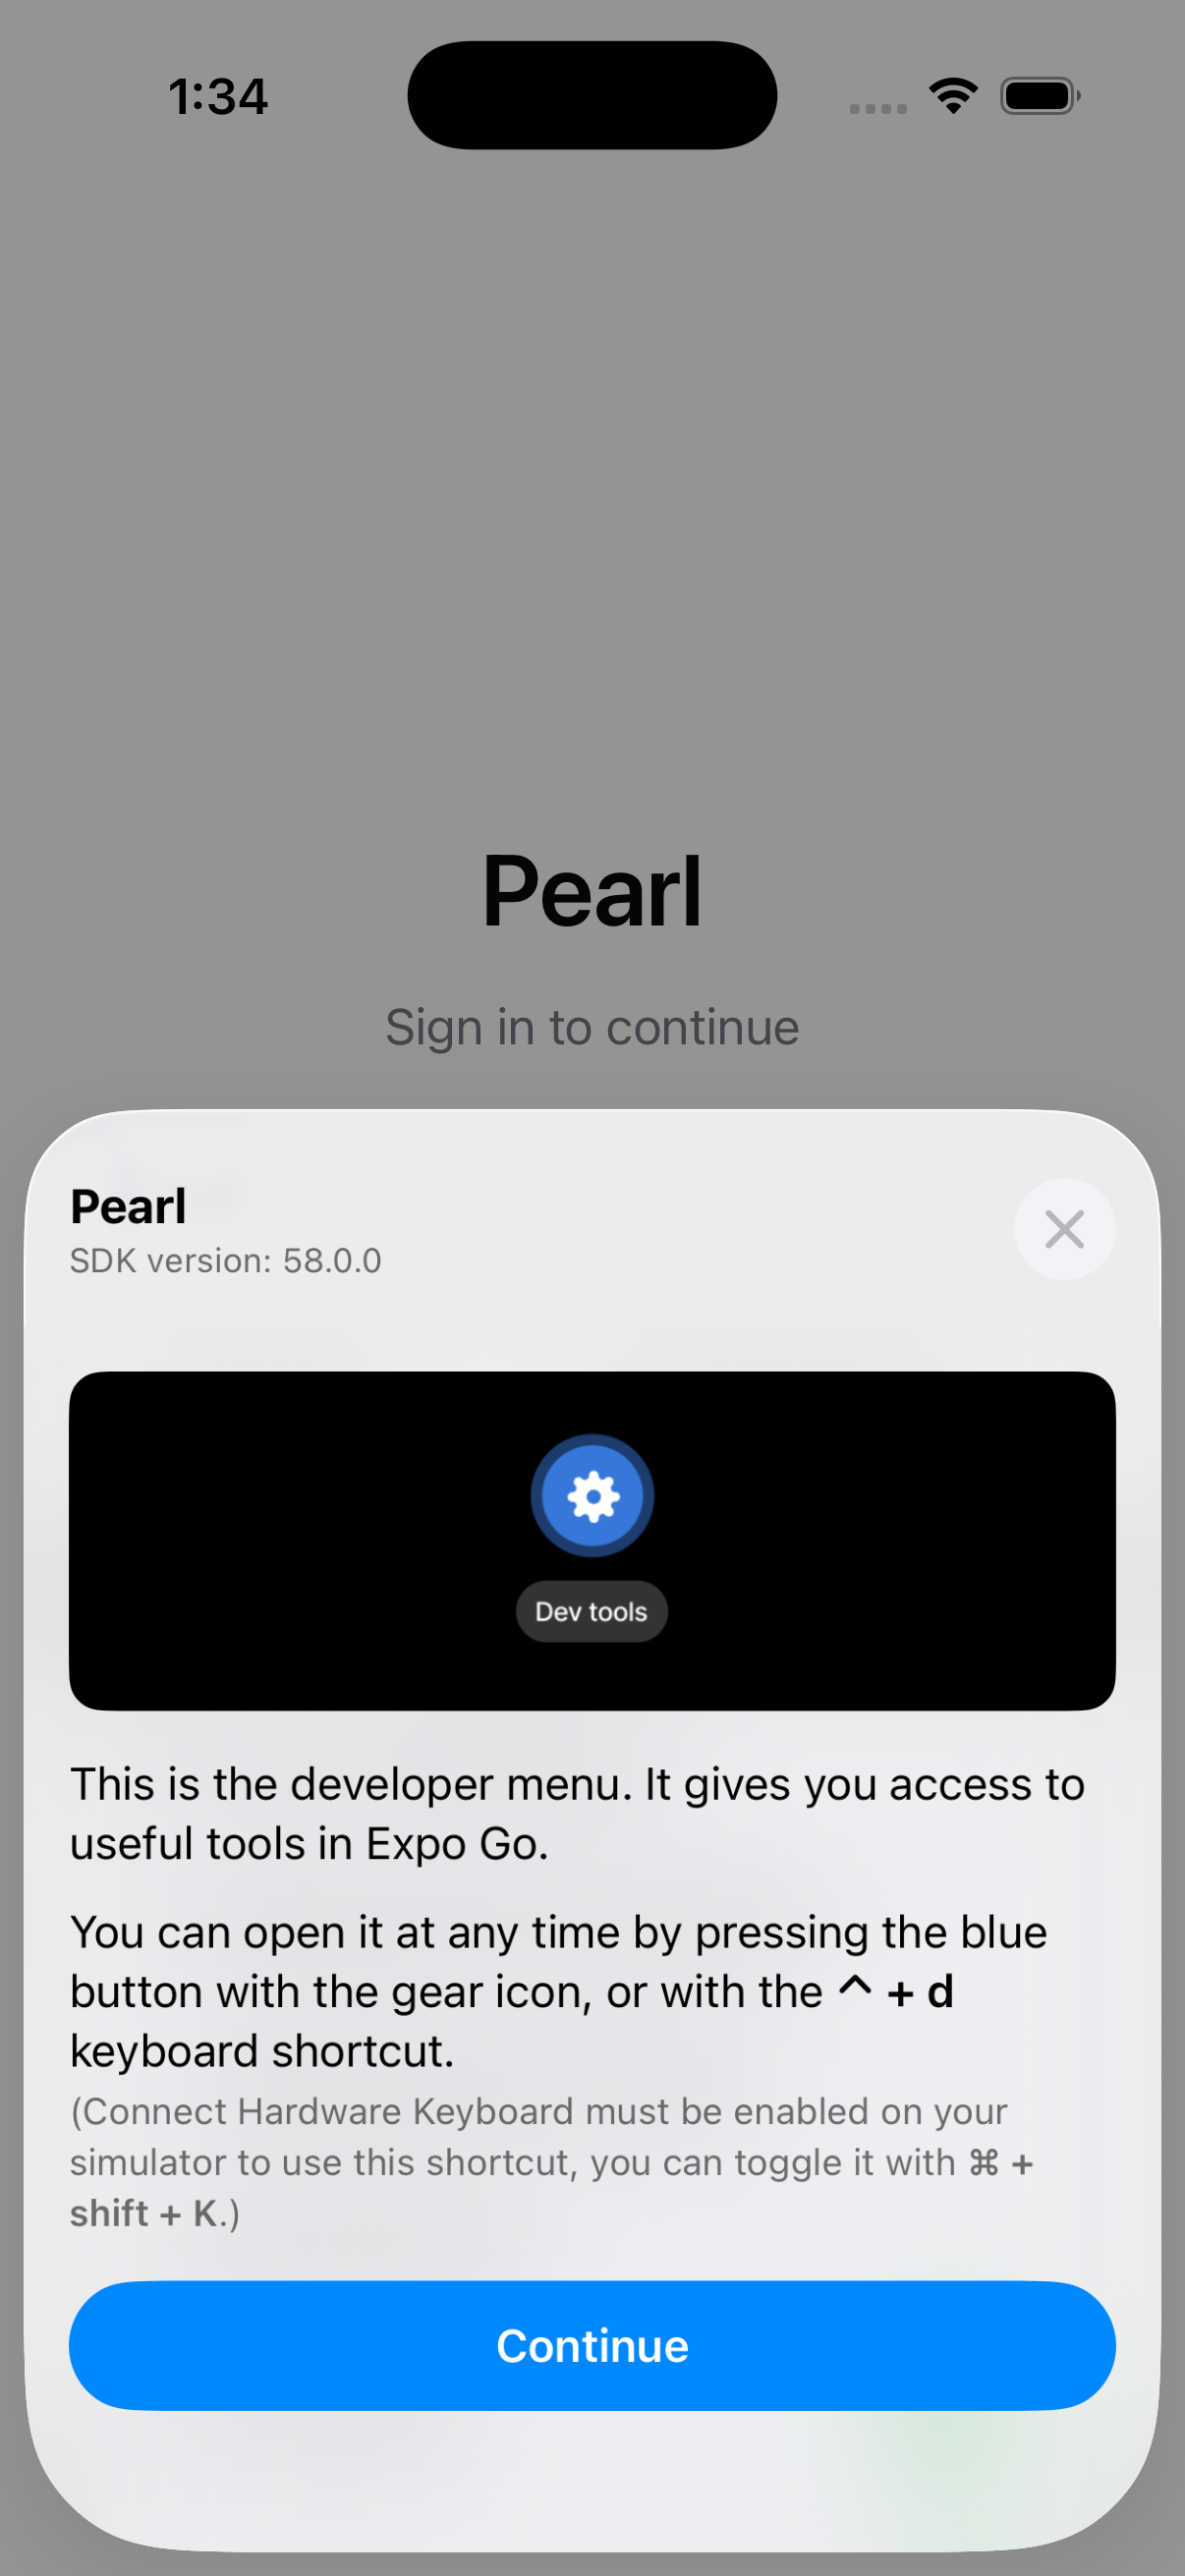 1:34
Pearl
Sign in to continue
Pearl
SDK version: 58.0.0
Dev tools
This is the developer menu. It gives you access to
useful tools in Expo Go.
You can open it at any time by pressing the blue
button with the gear icon, or with the ⌃ + d
keyboard shortcut.
(Connect Hardware Keyboard must be enabled on your
simulator to use this shortcut, you can toggle it with ⌘ +
shift + K.)
Continue